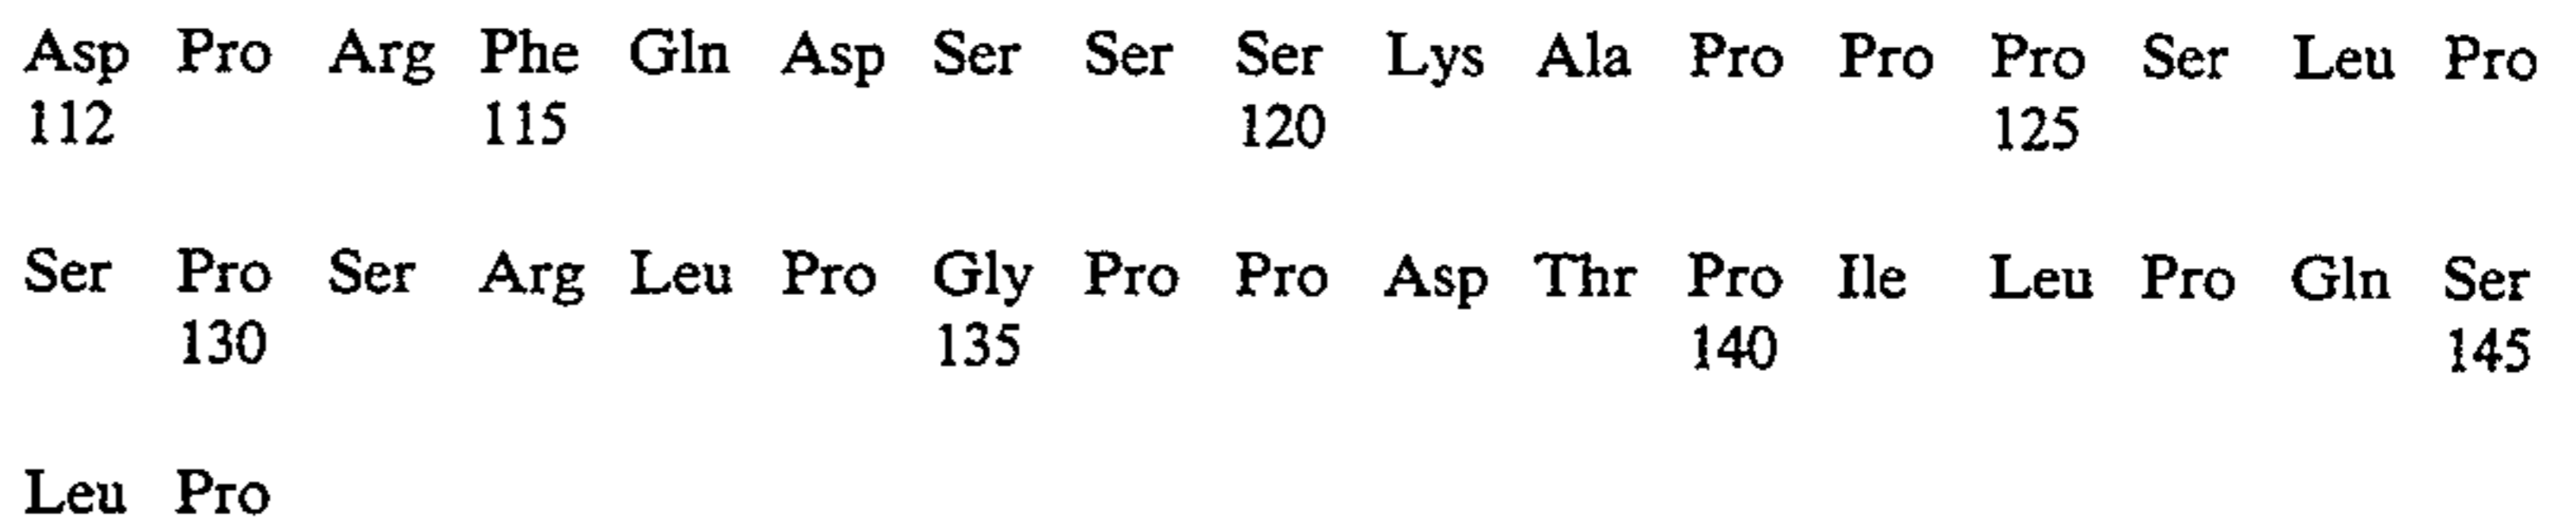 Asp Pro Arg Phe Gln Asp Ser Ser Ser Lys Ala Pro Pro Pro Ser Leu Pro
112 115 120 125
Ser Pro Ser Arg Leu Pro Gly Pro Pro Asp Thr Pro Ile Leu Pro Gln Ser
130 135 140 145
Leu Pro